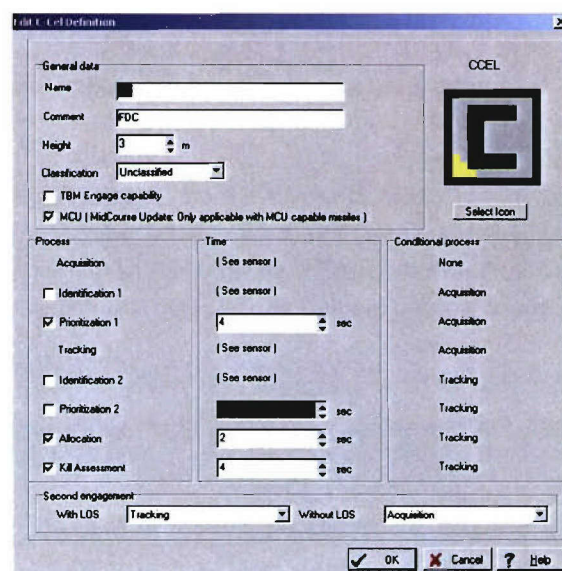 Edit C-Cel Definition
General data
CCEL
Name
Comment FDC
Height 3 m
Classification Unclassified
TBM Engage capability
MCU ( MidCourse Update: Only applicable with MCU capable missiles )
C
Select Icon
Process Time Conditional process
Acquisition ( See sensor ) None
Identification 1 ( See sensor ) Acquisition
Prioritization 1 4 sec Acquisition
Tracking ( See sensor ) Acquisition
Identification 2 ( See sensor ) Tracking
Prioritization 2 sec Tracking
Allocation 2 sec Tracking
Kill Assessment 4 sec Tracking
Second engagement
With LOS Tracking Without LOS Acquisition
OK Cancel ? Help